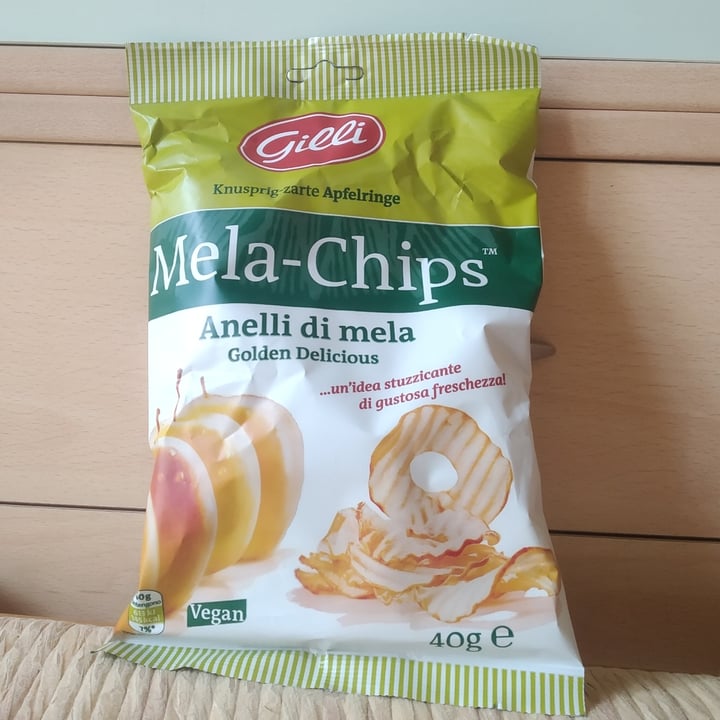 Gilli
Knusprig-zarte Apfelringe
Mela-Chips™
Anelli di mela
Golden Delicious
...un'idea stuzzicante
di gustosa freschezza!
Vegan
40g e